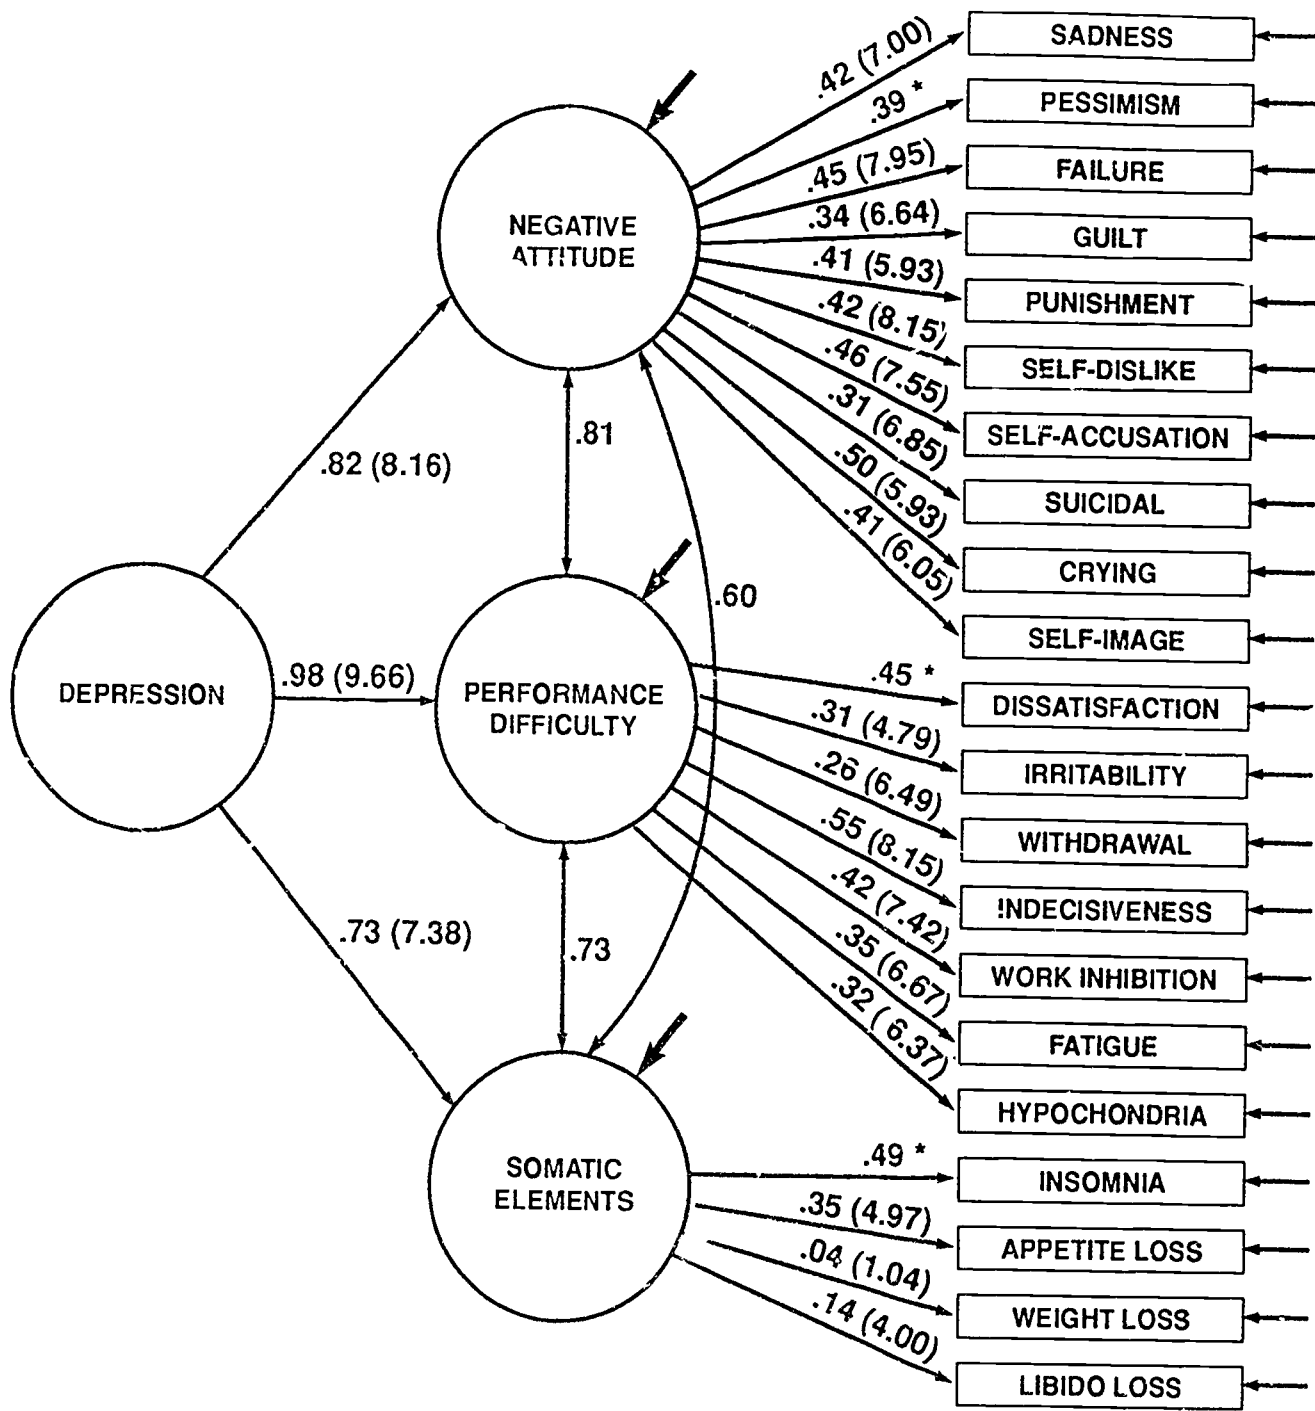 SADNESS
.42 (7.00)
PESSIMISM
.39 *
FAILURE
.45 (7.95)
GUILT
.34 (6.64)
PUNISHMENT
.41 (5.93)
SELF-DISLIKE
.42 (8.15)
SELF-ACCUSATION
.46 (7.55)
SUICIDAL
.31 (6.85)
CRYING
.50 (5.93)
SELF-IMAGE
.41 (6.05)
NEGATIVE
ATTITUDE
.82 (8.16)
.81
.60
DEPRESSION
.98 (9.66)
PERFORMANCE
DIFFICULTY
.45 *
DISSATISFACTION
.31 (4.79)
IRRITABILITY
.26 (6.49)
WITHDRAWAL
.55 (8.15)
INDECISIVENESS
.42 (7.42)
WORK INHIBITION
.35 (6.67)
FATIGUE
.32 (6.37)
HYPOCHONDRIA
.73 (7.38)
.73
SOMATIC
ELEMENTS
.49 *
INSOMNIA
.35 (4.97)
APPETITE LOSS
.04 (1.04)
WEIGHT LOSS
.14 (4.00)
LIBIDO LOSS